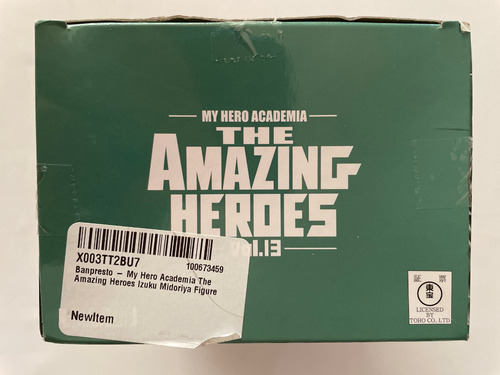 MY HERO ACADEMIA
THE
AMAZING
HEROES
vol.13
X003TT2BU7
100673459
Banpresto – My Hero Academia The
Amazing Heroes Izuku Midoriya Figure
NewItem
証 票
東宝
LICENSED
BY
TOHO CO., LTD.